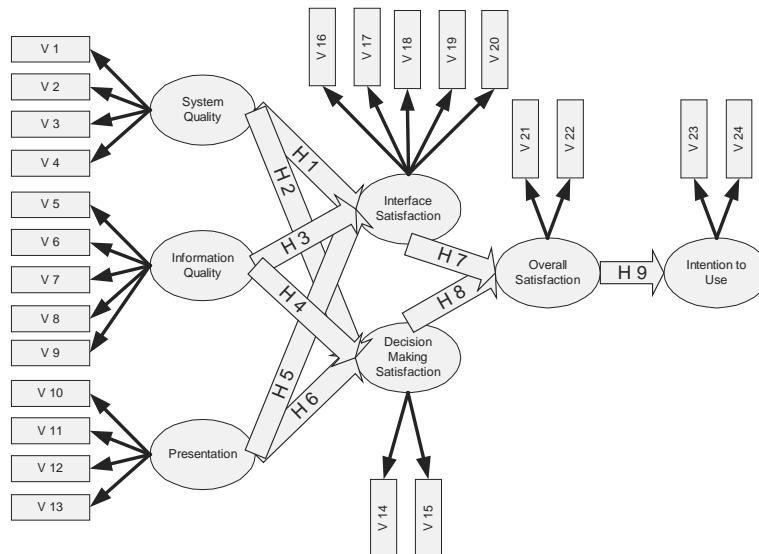 V 1
V 2
V 3
V 4
V 5
V 6
V 7
V 8
V 9
V 10
V 11
V 12
V 13
System
Quality
Information
Quality
Presentation
H 1
H 2
H 3
H 4
H 5
H 6
V 16
V 17
V 18
V 19
V 20
Interface
Satisfaction
Decision
Making
Satisfaction
V 14
V 15
H 7
H 8
V 21
V 22
Overall
Satisfaction
H 9
V 23
V 24
Intention to
Use